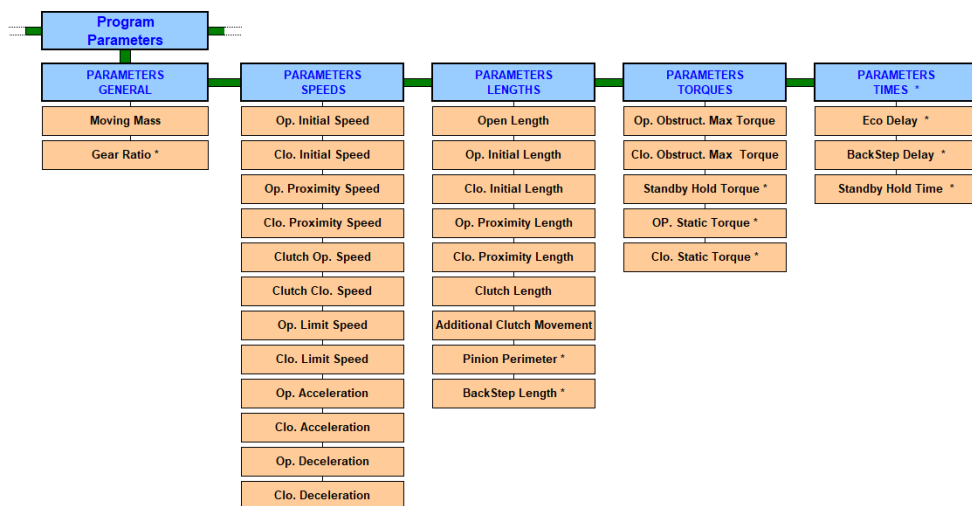 Program
Parameters
PARAMETERS
GENERAL
Moving Mass
Gear Ratio *
PARAMETERS
SPEEDS
Op. Initial Speed
Clo. Initial Speed
Op. Proximity Speed
Clo. Proximity Speed
Clutch Op. Speed
Clutch Clo. Speed
Op. Limit Speed
Clo. Limit Speed
Op. Acceleration
Clo. Acceleration
Op. Deceleration
Clo. Deceleration
PARAMETERS
LENGTHS
Open Length
Op. Initial Length
Clo. Initial Length
Op. Proximity Length
Clo. Proximity Length
Clutch Length
Additional Clutch Movement
Pinion Perimeter *
BackStep Length *
PARAMETERS
TORQUES
Op. Obstruct. Max Torque
Clo. Obstruct. Max Torque
Standby Hold Torque *
OP. Static Torque *
Clo. Static Torque *
PARAMETERS
TIMES *
Eco Delay *
BackStep Delay *
Standby Hold Time *